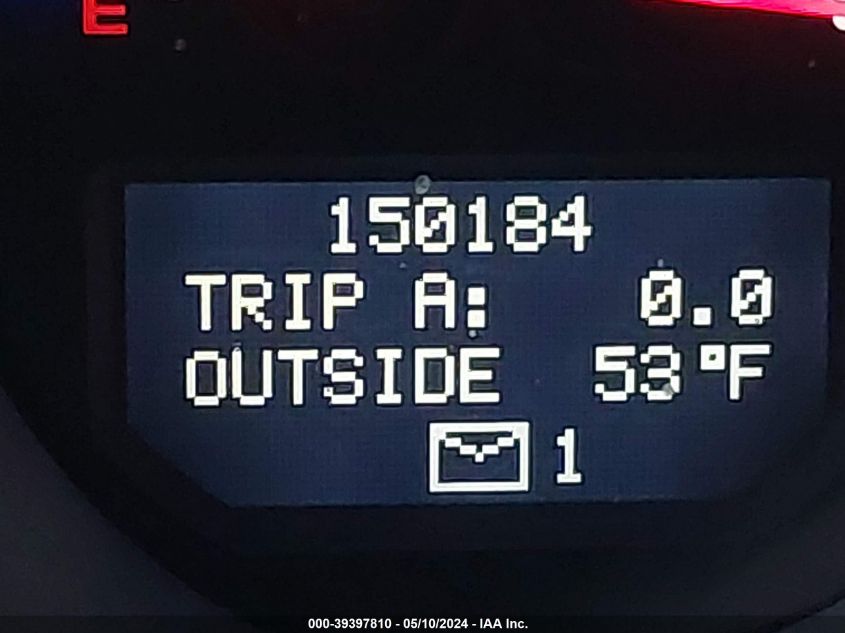 E
150184
TRIP A: 0.0
OUTSIDE 53°F
1
000-39397810 - 05/10/2024 - IAA Inc.